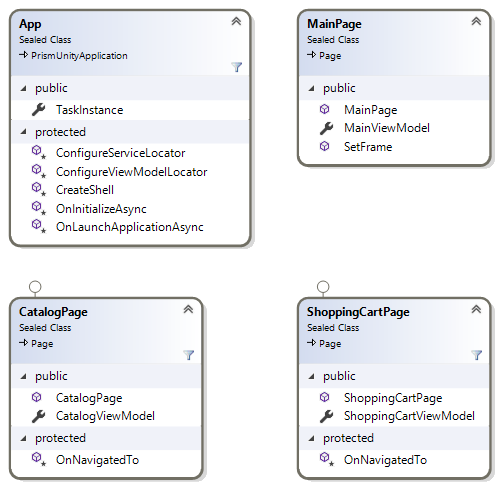 App
Sealed Class
PrismUnityApplication
public
TaskInstance
protected
ConfigureServiceLocator
ConfigureViewModelLocator
CreateShell
OnInitializeAsync
OnLaunchApplicationAsync
MainPage
Sealed Class
Page
public
MainPage
MainViewModel
SetFrame
CatalogPage
Sealed Class
Page
public
CatalogPage
CatalogViewModel
protected
OnNavigatedTo
ShoppingCartPage
Sealed Class
Page
public
ShoppingCartPage
ShoppingCartViewModel
protected
OnNavigatedTo